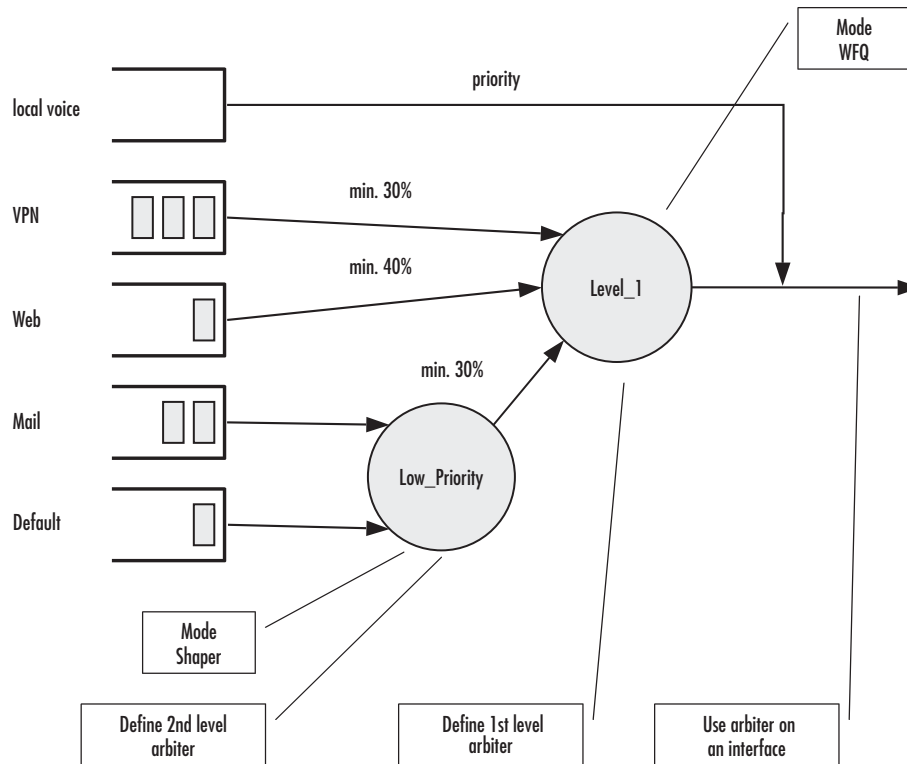 Mode
WFQ
priority
local voice
min. 30%
VPN
min. 40%
Level_1
Web
min. 30%
Mail
Low_Priority
Default
Mode
Shaper
Define 2nd level
arbiter
Define 1st level
arbiter
Use arbiter on
an interface